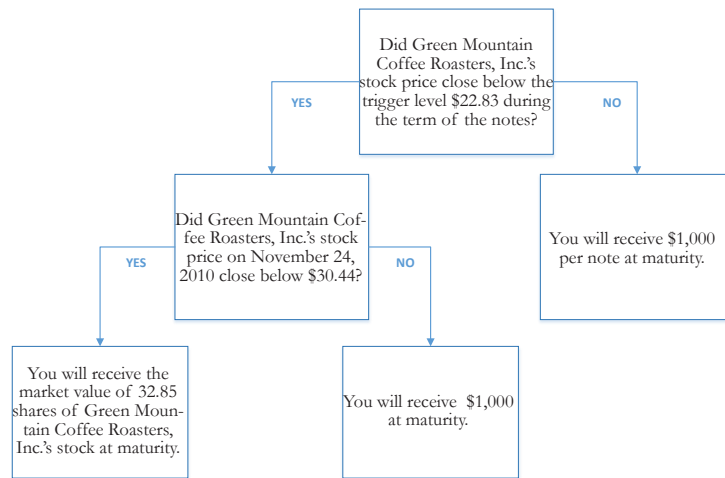 Did Green Mountain
Coffee Roasters, Inc.'s
stock price close below the
trigger level $22.83 during
the term of the notes?
YES
NO
Did Green Mountain Cof-
fee Roasters, Inc.'s stock
price on November 24,
2010 close below $30.44?
You will receive $1,000
per note at maturity.
YES
NO
You will receive the
market value of 32.85
shares of Green Moun-
tain Coffee Roasters,
Inc.'s stock at maturity.
You will receive $1,000
at maturity.